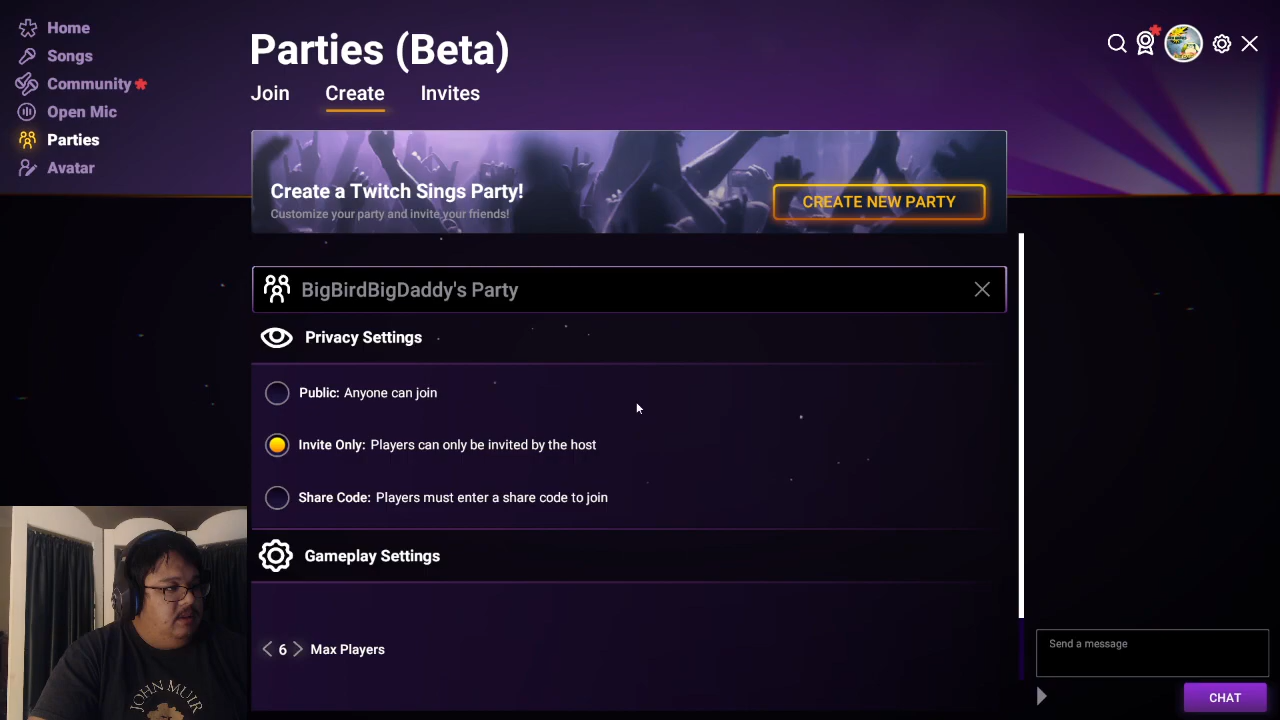 Home
Songs
Community
Open Mic
Parties
Avatar
Parties (Beta)
Join Create Invites
Create a Twitch Sings Party!
Customize your party and invite your friends!
CREATE NEW PARTY
BigBirdBigDaddy's Party
Privacy Settings
Public: Anyone can join
Invite Only: Players can only be invited by the host
Share Code: Players must enter a share code to join
Gameplay Settings
6 Max Players
Send a message
CHAT
JOHN MUIR